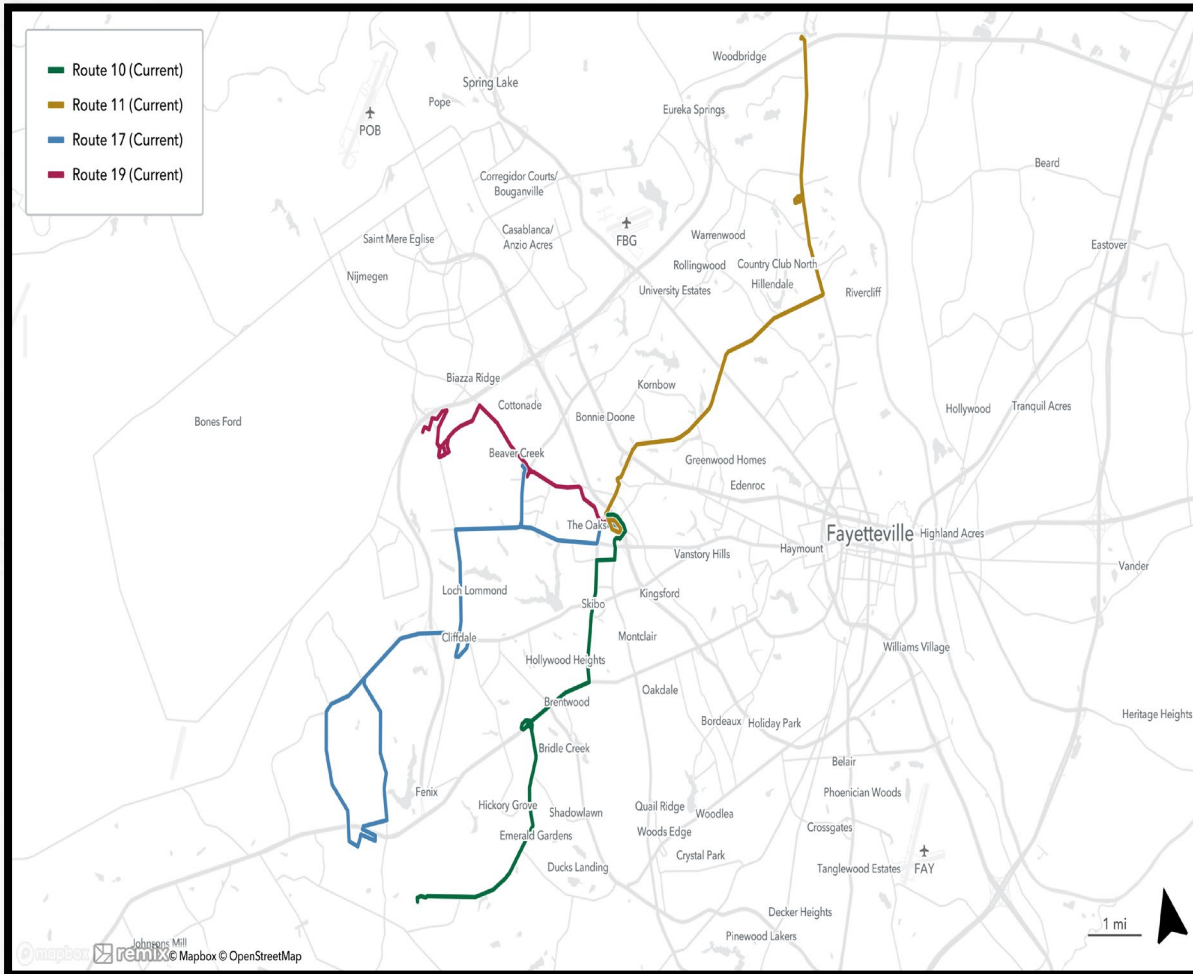 Route 10 (Current)
Route 11 (Current)
Route 17 (Current)
Route 19 (Current)
Woodbridge
Spring Lake
Pope
POB
Eureka Springs
Beard
Corregidor Courts/
Bouganville
Casablanca/
Anzio Acres
Saint Mere Eglise
FBG
Warrenwood
Eastover
Nijmegen
Rollingwood
Country Club North
Hillendale
University Estates
Rivercliff
Biazza Ridge
Kornbow
Cottonade
Bonnie Doone
Hollywood
Tranquil Acres
Bones Ford
Beaver Creek
Greenwood Homes
Edenroc
The Oaks
Fayetteville
Highland Acres
Vanstory Hills
Haymount
Vander
Loch Lommond
Skibo
Kingsford
Cliffdale
Montclair
Williams Village
Hollywood Heights
Oakdale
Brentwood
Heritage Heights
Bordeaux
Holiday Park
Bridle Creek
Belair
Fenix
Phoenician Woods
Hickory Grove
Shadowlawn
Quail Ridge
Woodlea
Emerald Gardens
Woods Edge
Crossgates
Crystal Park
Ducks Landing
Tanglewood Estates
FAY
Decker Heights
1 mi
Pinewood Lakers
Johnsons Mill
mapbox remix © Mapbox © OpenStreetMap